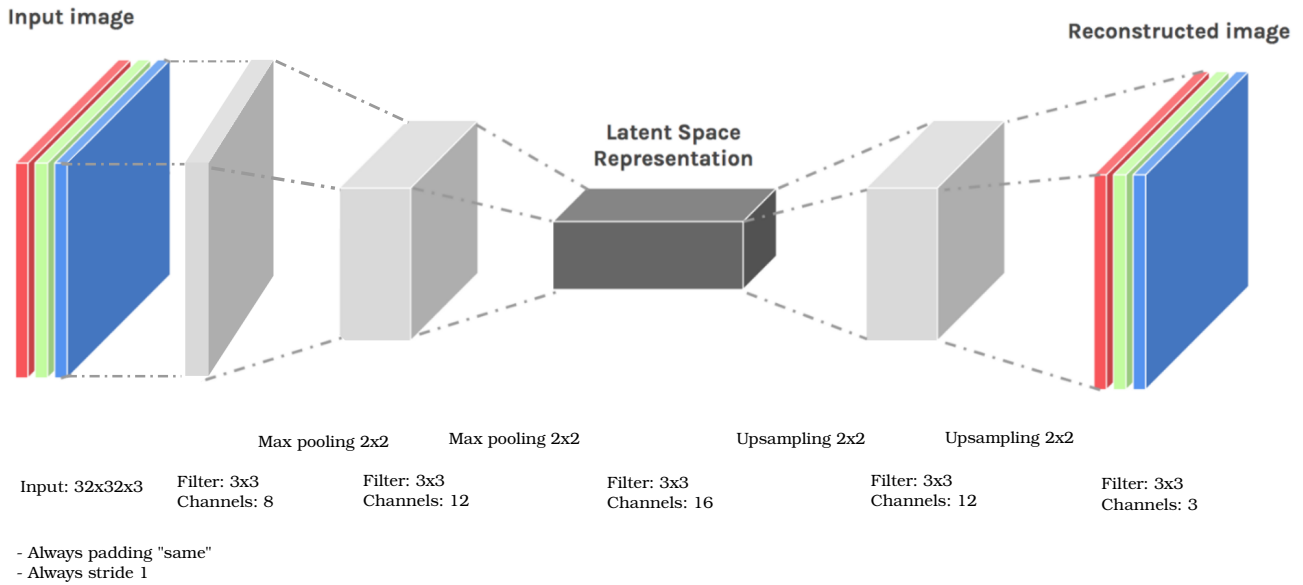 Input image
Reconstructed image
Latent Space
Representation
Max pooling 2x2
Max pooling 2x2
Upsampling 2x2
Upsampling 2x2
Input: 32x32x3
Filter: 3x3
Channels: 8
Filter: 3x3
Channels: 12
Filter: 3x3
Channels: 16
Filter: 3x3
Channels: 12
Filter: 3x3
Channels: 3
- Always padding "same"
- Always stride 1